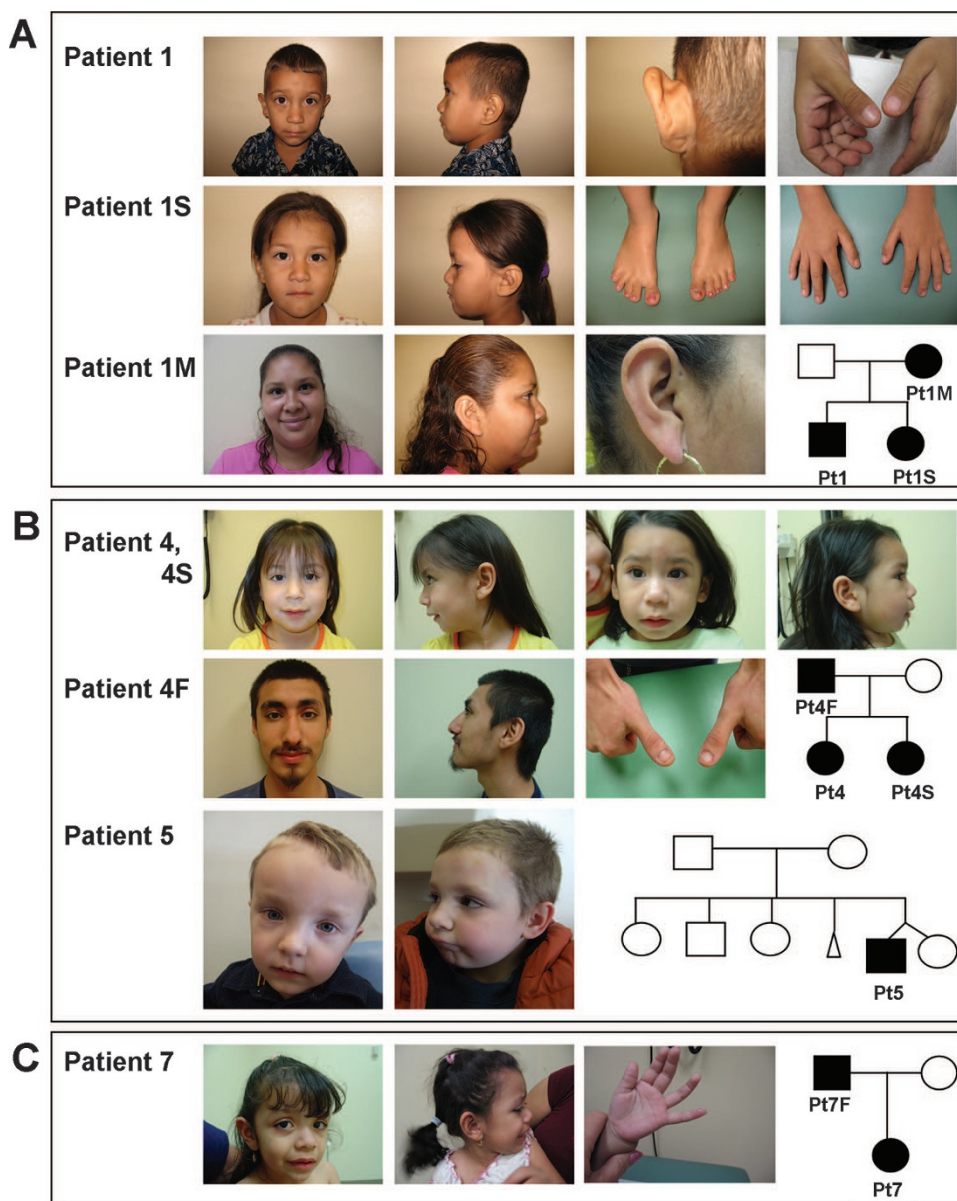 A
Patient 1
Patient 1S
Patient 1M
Pt1M
Pt1
Pt1S
B
Patient 4,
4S
Patient 4F
Pt4F
Pt4
Pt4S
Patient 5
Pt5
C
Patient 7
Pt7F
Pt7